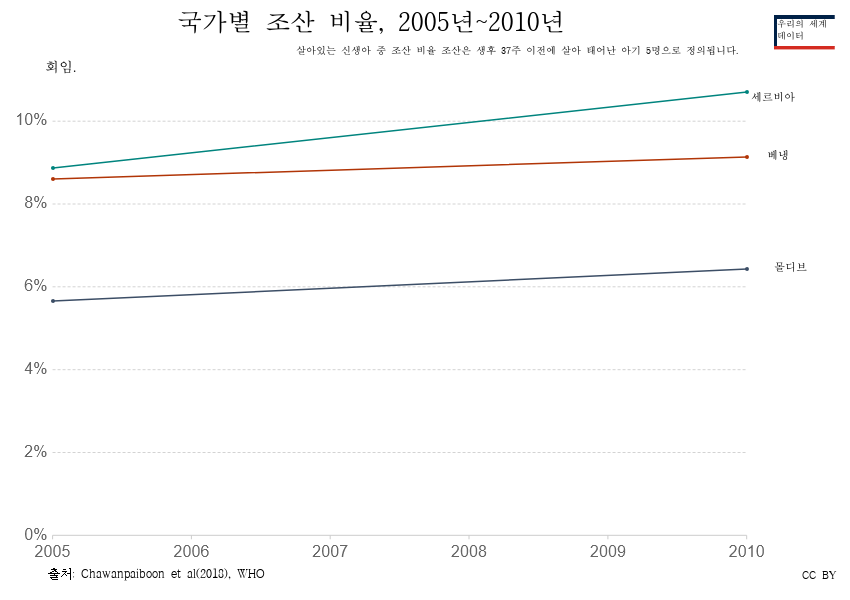 국가별 조산 비율, 2005년~2010년
우리의 세계
데이터
살아있는 신생아 중 조산 비율 조산은 생후 37주 이전에 살아 태어난 아기 5명으로 정의됩니다.
회임.
세르비아
10%
베냉
8%
몰디브
6%
4%
2%
0%
2005 2006 2007 2008 2009 2010
출처: Chawanpaiboon et al(2018), WHO
CC BY